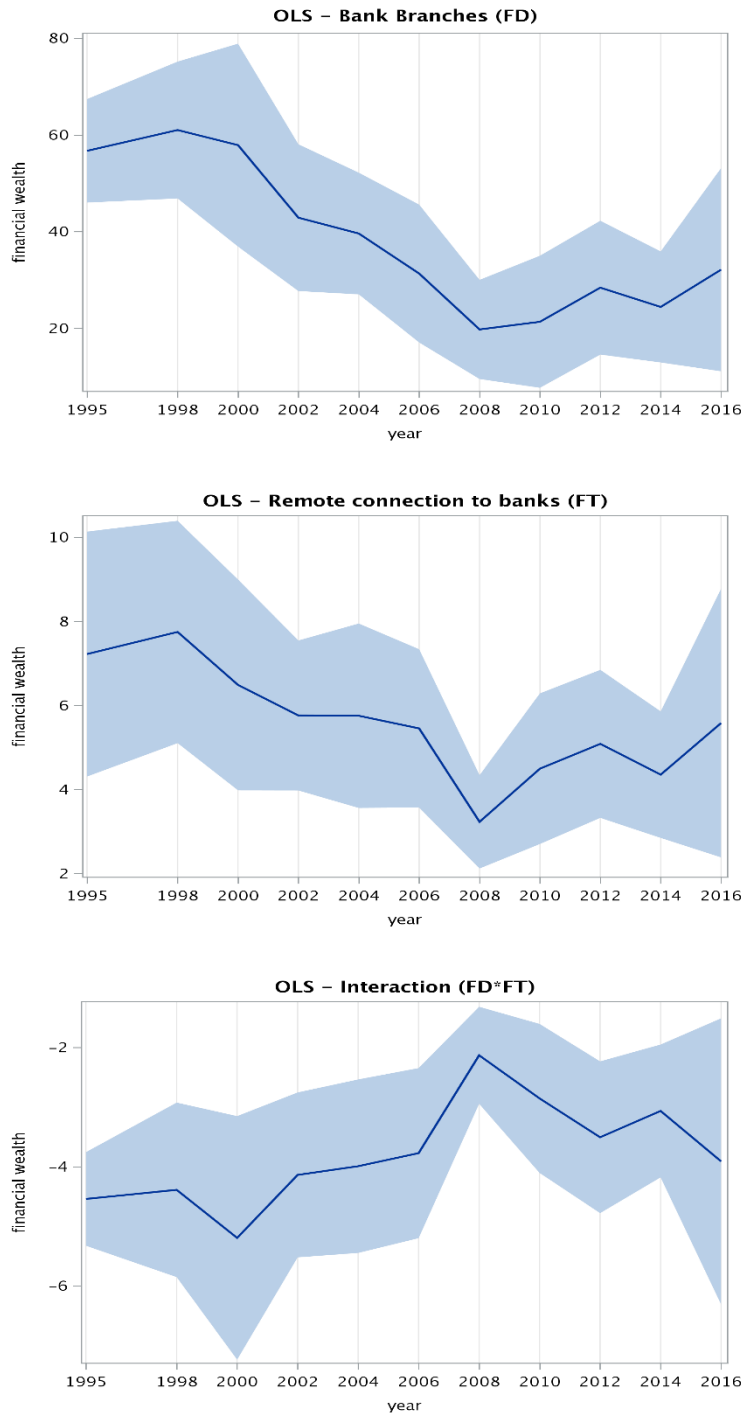 OLS – Bank Branches (FD)
80
60
40
20
financial wealth
1995 1998 2000 2002 2004 2006 2008 2010 2012 2014 2016
year
OLS – Remote connection to banks (FT)
10
8
6
4
2
financial wealth
1995 1998 2000 2002 2004 2006 2008 2010 2012 2014 2016
year
OLS – Interaction (FD*FT)
-2
-4
-6
financial wealth
1995 1998 2000 2002 2004 2006 2008 2010 2012 2014 2016
year